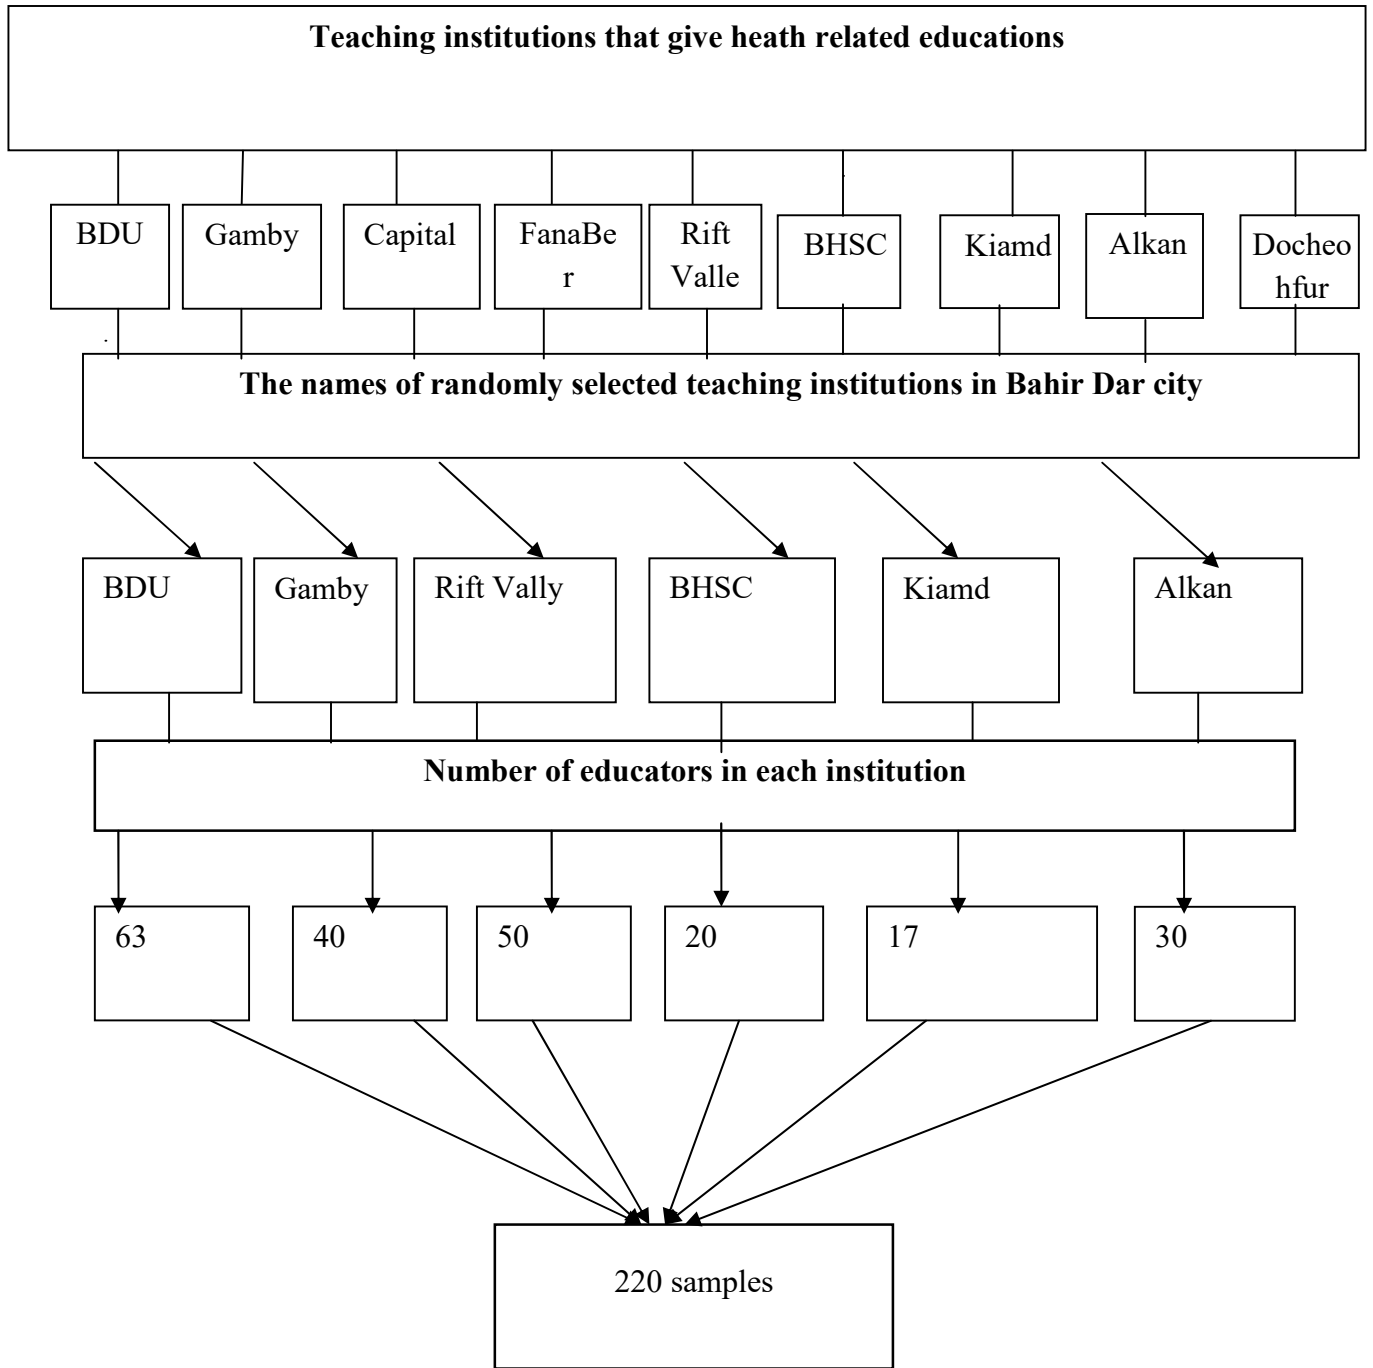 Teaching institutions that give heath related educations
BDU
Gamby
Capital
FanaBe
r
Rift
Valle
BHSC
Kiamd
Alkan
Docheo
hfur
The names of randomly selected teaching institutions in Bahir Dar city
BDU
Gamby
Rift Vally
BHSC
Kiamd
Alkan
Number of educators in each institution
63
40
50
20
17
30
220 samples